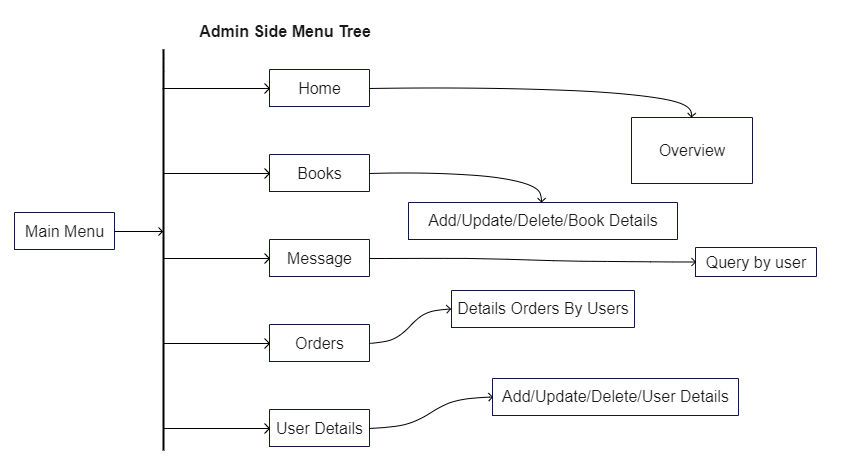 Admin Side Menu Tree
Home
Overview
Books
Add/Update/Delete/Book Details
Main Menu
Message
Query by user
Details Orders By Users
Orders
Add/Update/Delete/User Details
User Details